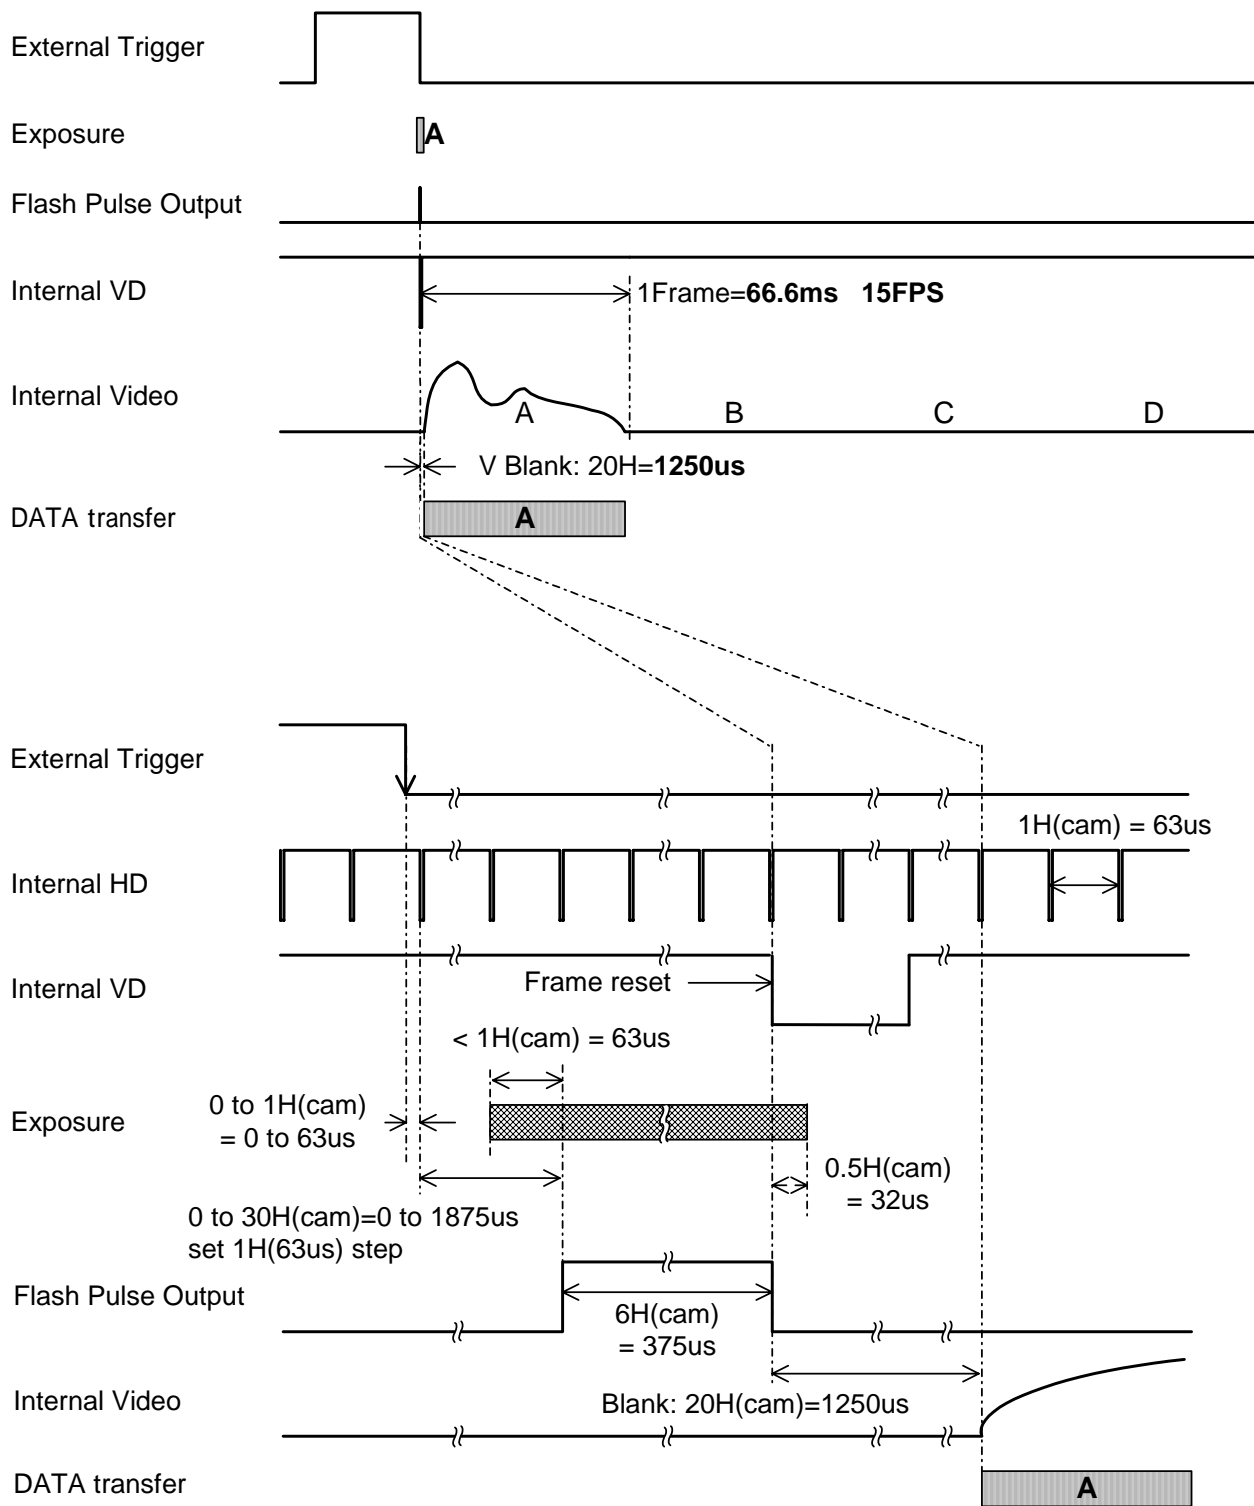 External Trigger
Exposure
A
Flash Pulse Output
Internal VD
1Frame=66.6ms 15FPS
Internal Video
A
B
C
D
V Blank: 20H=1250us
DATA transfer
A
External Trigger
1H(cam) = 63us
Internal HD
Internal VD
Frame reset
< 1H(cam) = 63us
Exposure
0 to 1H(cam)
= 0 to 63us
0.5H(cam)
= 32us
0 to 30H(cam)=0 to 1875us
set 1H(63us) step
Flash Pulse Output
6H(cam)
= 375us
Internal Video
Blank: 20H(cam)=1250us
DATA transfer
A